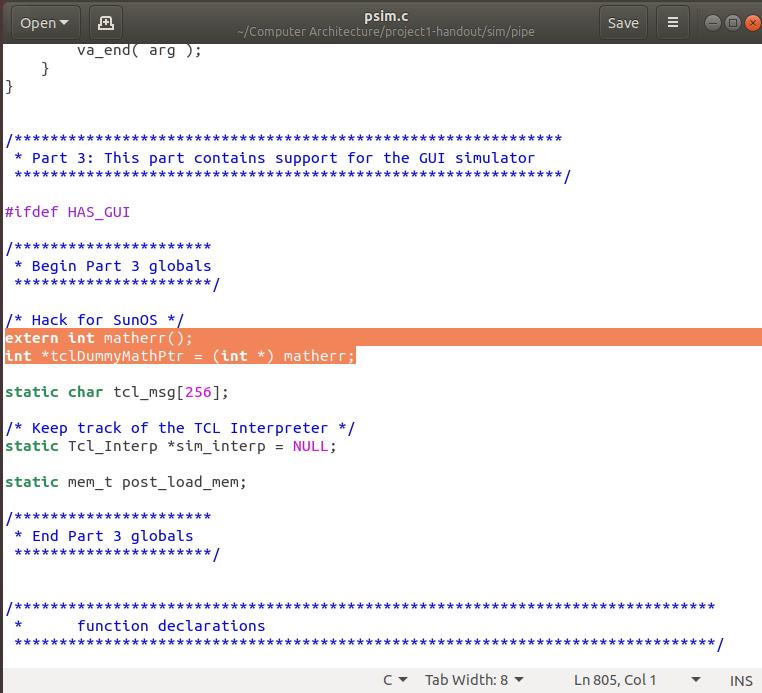 Open
psim.c
~/Computer Architecture/project1-handout/sim/pipe
Save
va_end( arg );
}
}
/*************************************************************
* Part 3: This part contains support for the GUI simulator
*************************************************************/
#ifdef HAS_GUI
/**********************
* Begin Part 3 globals
**********************/
/* Hack for SunOS */
extern int matherr();
int *tclDummyMathPtr = (int *) matherr;
static char tcl_msg[256];
/* Keep track of the TCL Interpreter */
static Tcl_Interp *sim_interp = NULL;
static mem_t post_load_mem;
/**********************
* End Part 3 globals
**********************/
/******************************************************************************
*      function declarations
******************************************************************************/
C
Tab Width: 8
Ln 805, Col 1
INS